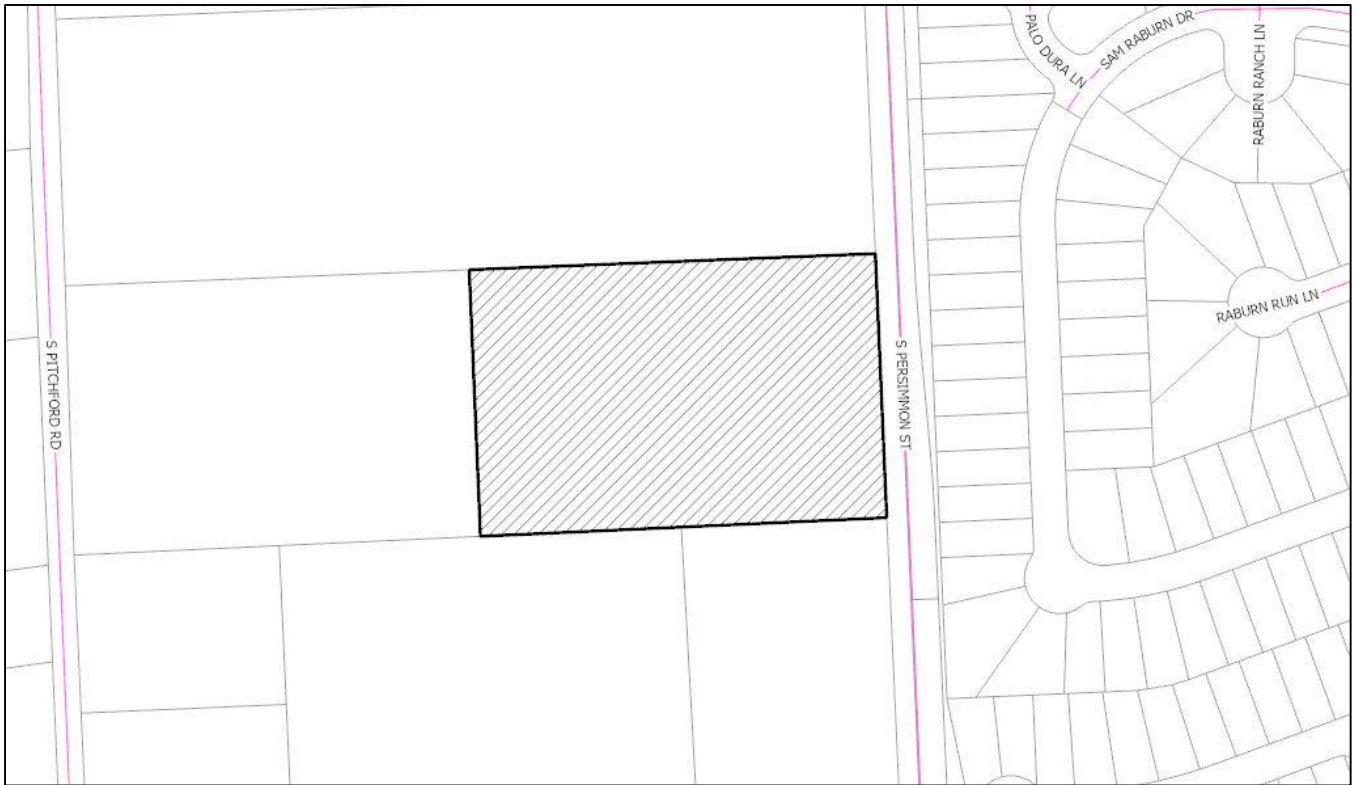 PALO DURA LN
SAM RABURN DR
RABURN RANCH LN
RABURN RUN LN
S PITCHFORD RD
S PERSIMMON ST